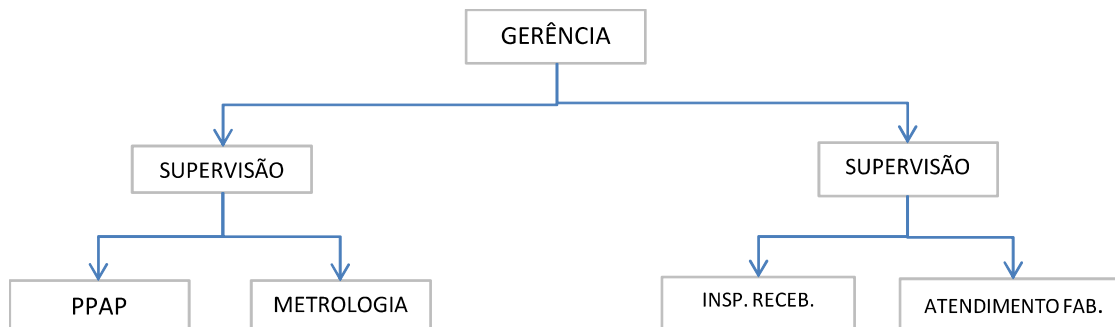 GERÊNCIA
SUPERVISÃO
SUPERVISÃO
PPAP
METROLOGIA
INSP. RECEB.
ATENDIMENTO FAB.